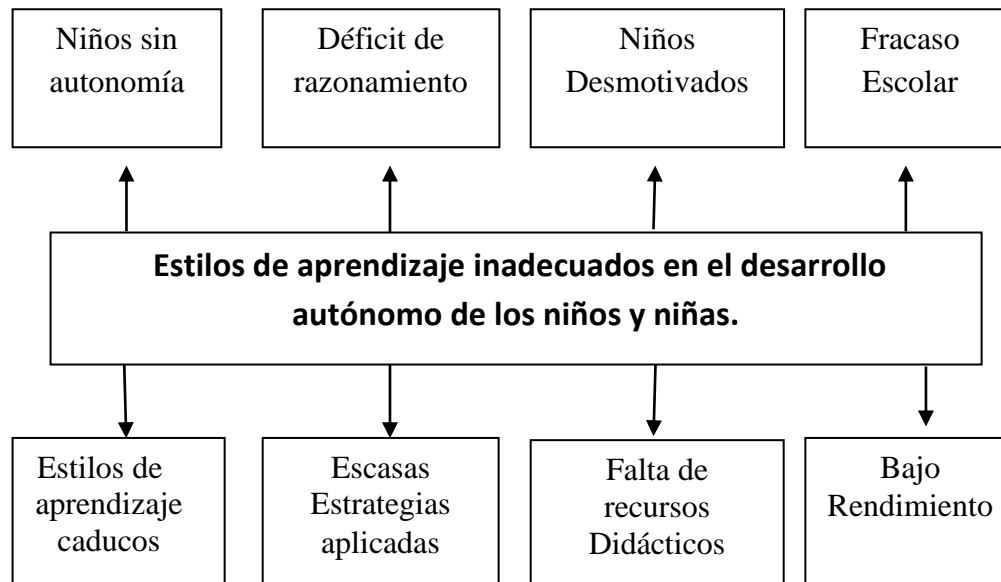 Niños sin
autonomía
Déficit de
razonamiento
Niños
Desmotivados
Fracaso
Escolar
Estilos de aprendizaje inadecuados en el desarrollo
autónomo de los niños y niñas.
Estilos de
aprendizaje
caducos
Escasas
Estrategias
aplicadas
Falta de
recursos
Didácticos
Bajo
Rendimiento